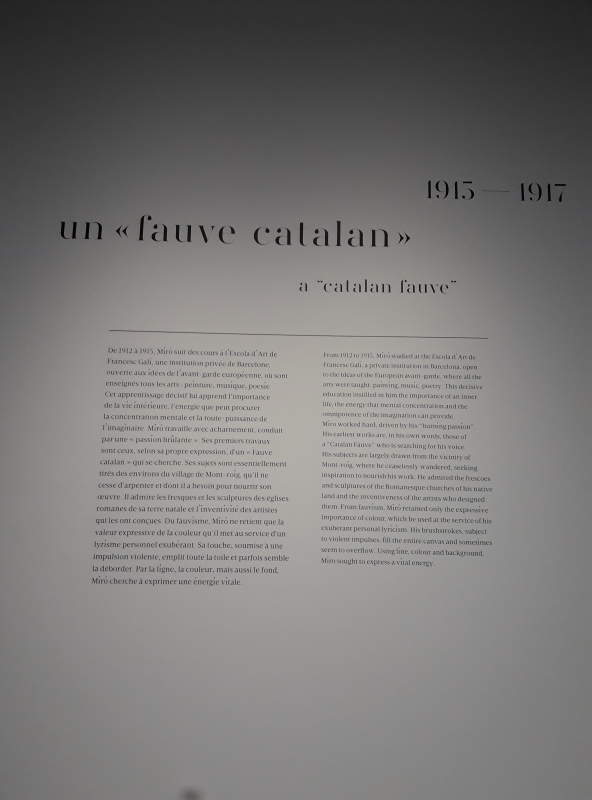 1915 — 1917
un « fauve catalan »
a "catalan fauve"
De 1912 à 1915, Miró suit des cours à l'Escola d'Art de
Francesc Galí, une institution privée de Barcelone,
ouverte aux idées de l'avant-garde européenne, où sont
enseignés tous les arts : peinture, musique, poésie.
Cet apprentissage décisif lui apprend l'importance
de la vie intérieure, l'énergie que peut procurer
la concentration mentale et la toute-puissance de
l'imaginaire. Miró travaille avec acharnement, conduit
par une « passion brûlante ». Ses premiers travaux
sont ceux, selon sa propre expression, d'un « Fauve
catalan » qui se cherche. Ses sujets sont essentiellement
tirés des environs du village de Mont-roig, qu'il ne
cesse d'arpenter et dont il a besoin pour nourrir son
œuvre. Il admire les fresques et les sculptures des églises
romanes de sa terre natale et l'inventivité des artistes
qui les ont conçues. Du fauvisme, Miró ne retient que la
valeur expressive de la couleur qu'il met au service d'un
lyrisme personnel exubérant. Sa touche, soumise à une
impulsion violente, emplit toute la toile et parfois semble
la déborder. Par la ligne, la couleur, mais aussi le fond,
Miró cherche à exprimer une énergie vitale.
From 1912 to 1915, Miró studied at the Escola d'Art de
Francesc Galí, a private institution in Barcelona, open
to the ideas of the European avant-garde, where all the
arts were taught: painting, music, poetry. This decisive
education instilled in him the importance of an inner
life, the energy that mental concentration and the
omnipotence of the imagination can provide.
Miró worked hard, driven by his "burning passion".
His earliest works are, in his own words, those of
a "Catalan Fauve" who is searching for his voice.
His subjects are largely drawn from the vicinity of
Mont-roig, where he ceaselessly wandered, seeking
inspiration to nourish his work. He admired the frescoes
and sculptures of the Romanesque churches of his native
land and the inventiveness of the artists who designed
them. From fauvism, Miró retained only the expressive
importance of colour, which he used at the service of his
exuberant personal lyricism. His brushstrokes, subject
to violent impulses, fill the entire canvas and sometimes
seem to overflow. Using line, colour and background,
Miró sought to express a vital energy.